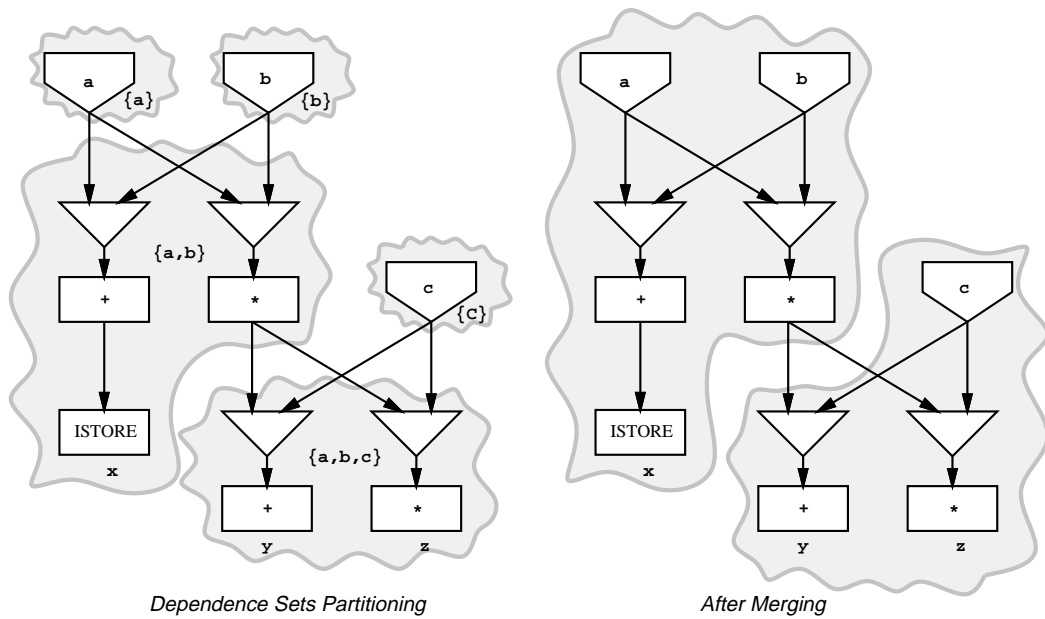 a
{a}
b
{b}
{a,b}
+
*
c
{C}
ISTORE
x
{a,b,c}
+
*
y
z
Dependence Sets Partitioning
a
b
+
*
c
ISTORE
x
+
*
y
z
After Merging